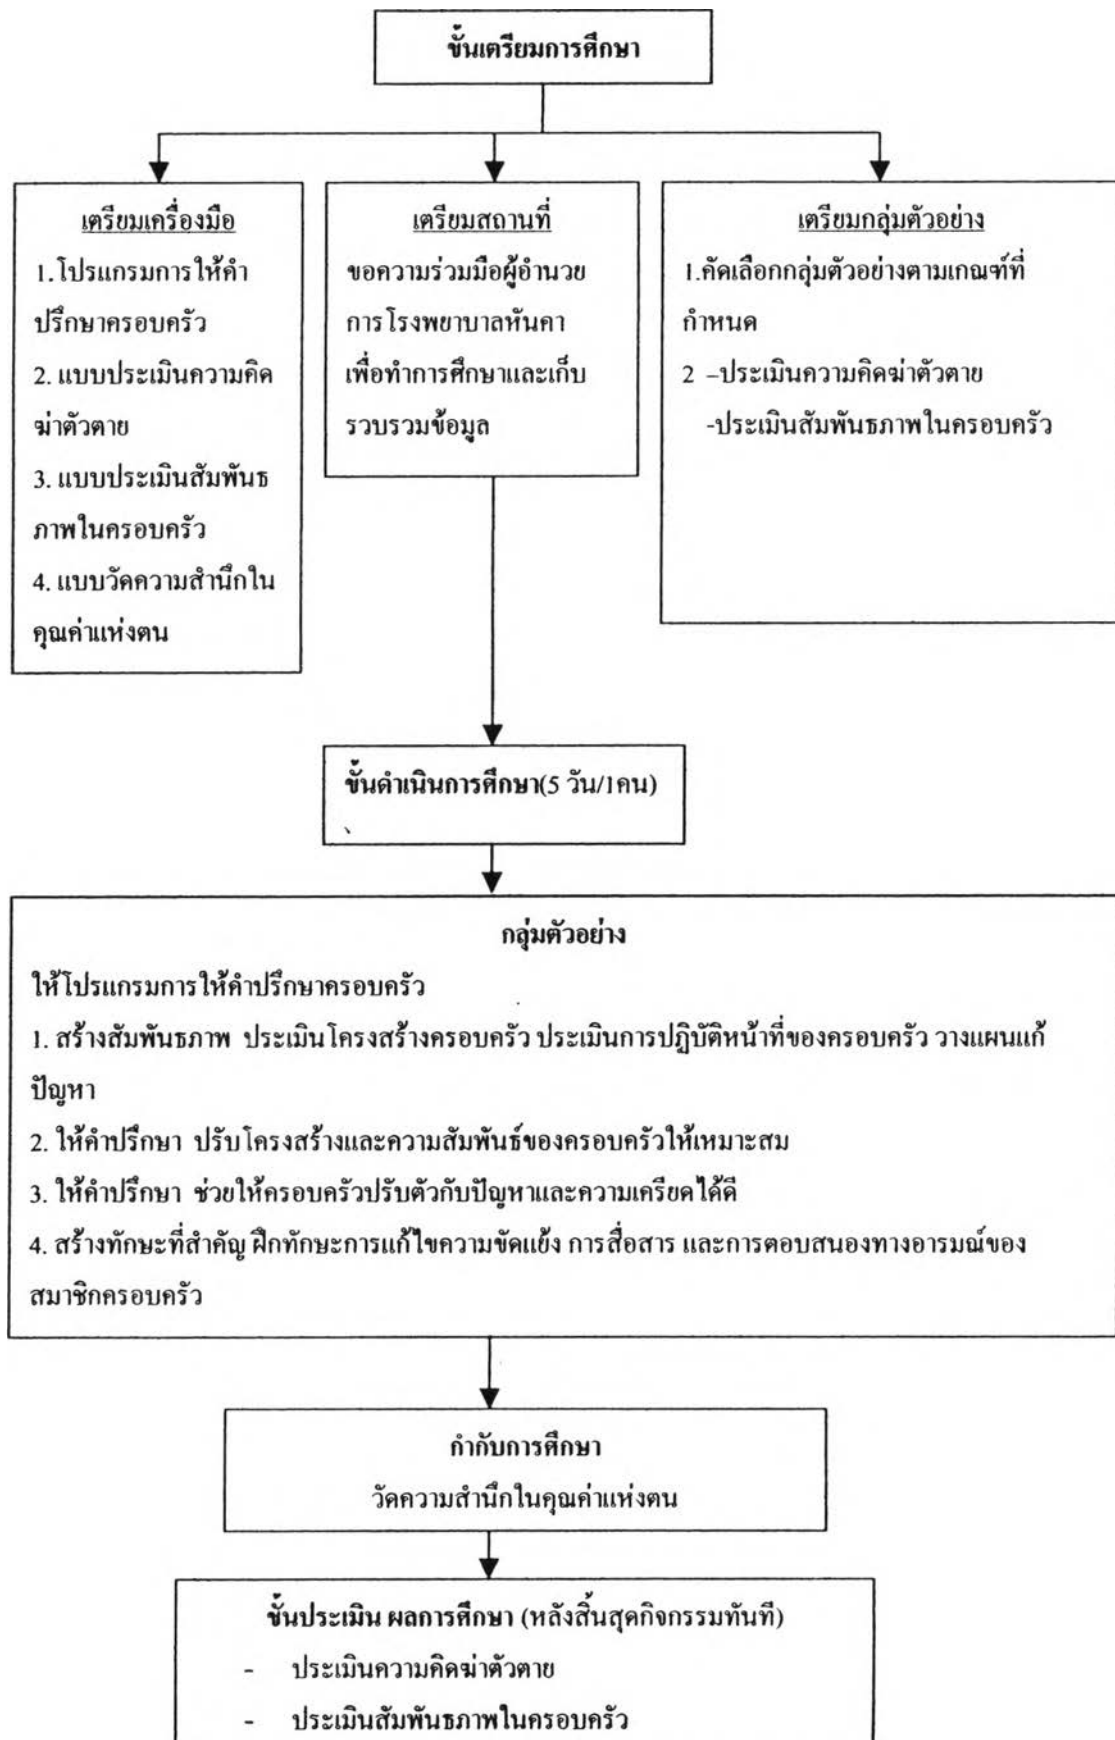 ขั้นเตรียมการศึกษา
เตรียมเครื่องมือ
1.โปรแกรมการให้คำ
ปรึกษาครอบครัว
2. แบบประเมินความคิด
ฆ่าตัวตาย
3. แบบประเมินสัมพันธ
ภาพในครอบครัว
4. แบบวัดความสำนึกใน
คุณค่าแห่งตน
เตรียมสถานที่
ขอความร่วมมือผู้อำนวย
การโรงพยาบาลหันคา
เพื่อทำการศึกษาและเก็บ
รวบรวมข้อมูล
เตรียมกลุ่มตัวอย่าง
1.คัดเลือกกลุ่มตัวอย่างตามเกณฑ์ที่
กำหนด
2 –ประเมินความคิดฆ่าตัวตาย
-ประเมินสัมพันธภาพในครอบครัว
ขั้นดำเนินการศึกษา(5 วัน/1คน)
กลุ่มตัวอย่าง
ให้โปรแกรมการให้คำปรึกษาครอบครัว
1. สร้างสัมพันธภาพ ประเมินโครงสร้างครอบครัว ประเมินการปฏิบัติหน้าที่ของครอบครัว วางแผนแก้
ปัญหา
2. ให้คำปรึกษา ปรับโครงสร้างและความสัมพันธ์ของครอบครัวให้เหมาะสม
3. ให้คำปรึกษา ช่วยให้ครอบครัวปรับตัวกับปัญหาและความเครียดได้ดี
4. สร้างทักษะที่สำคัญ ฝึกทักษะการแก้ไขความขัดแย้ง การสื่อสาร และการตอบสนองทางอารมณ์ของ
สมาชิกครอบครัว
กำกับการศึกษา
วัดความสำนึกในคุณค่าแห่งตน
ขั้นประเมิน ผลการศึกษา (หลังสิ้นสุดกิจกรรมทันที)
- ประเมินความคิดฆ่าตัวตาย
- ประเมินสัมพันธภาพในครอบครัว